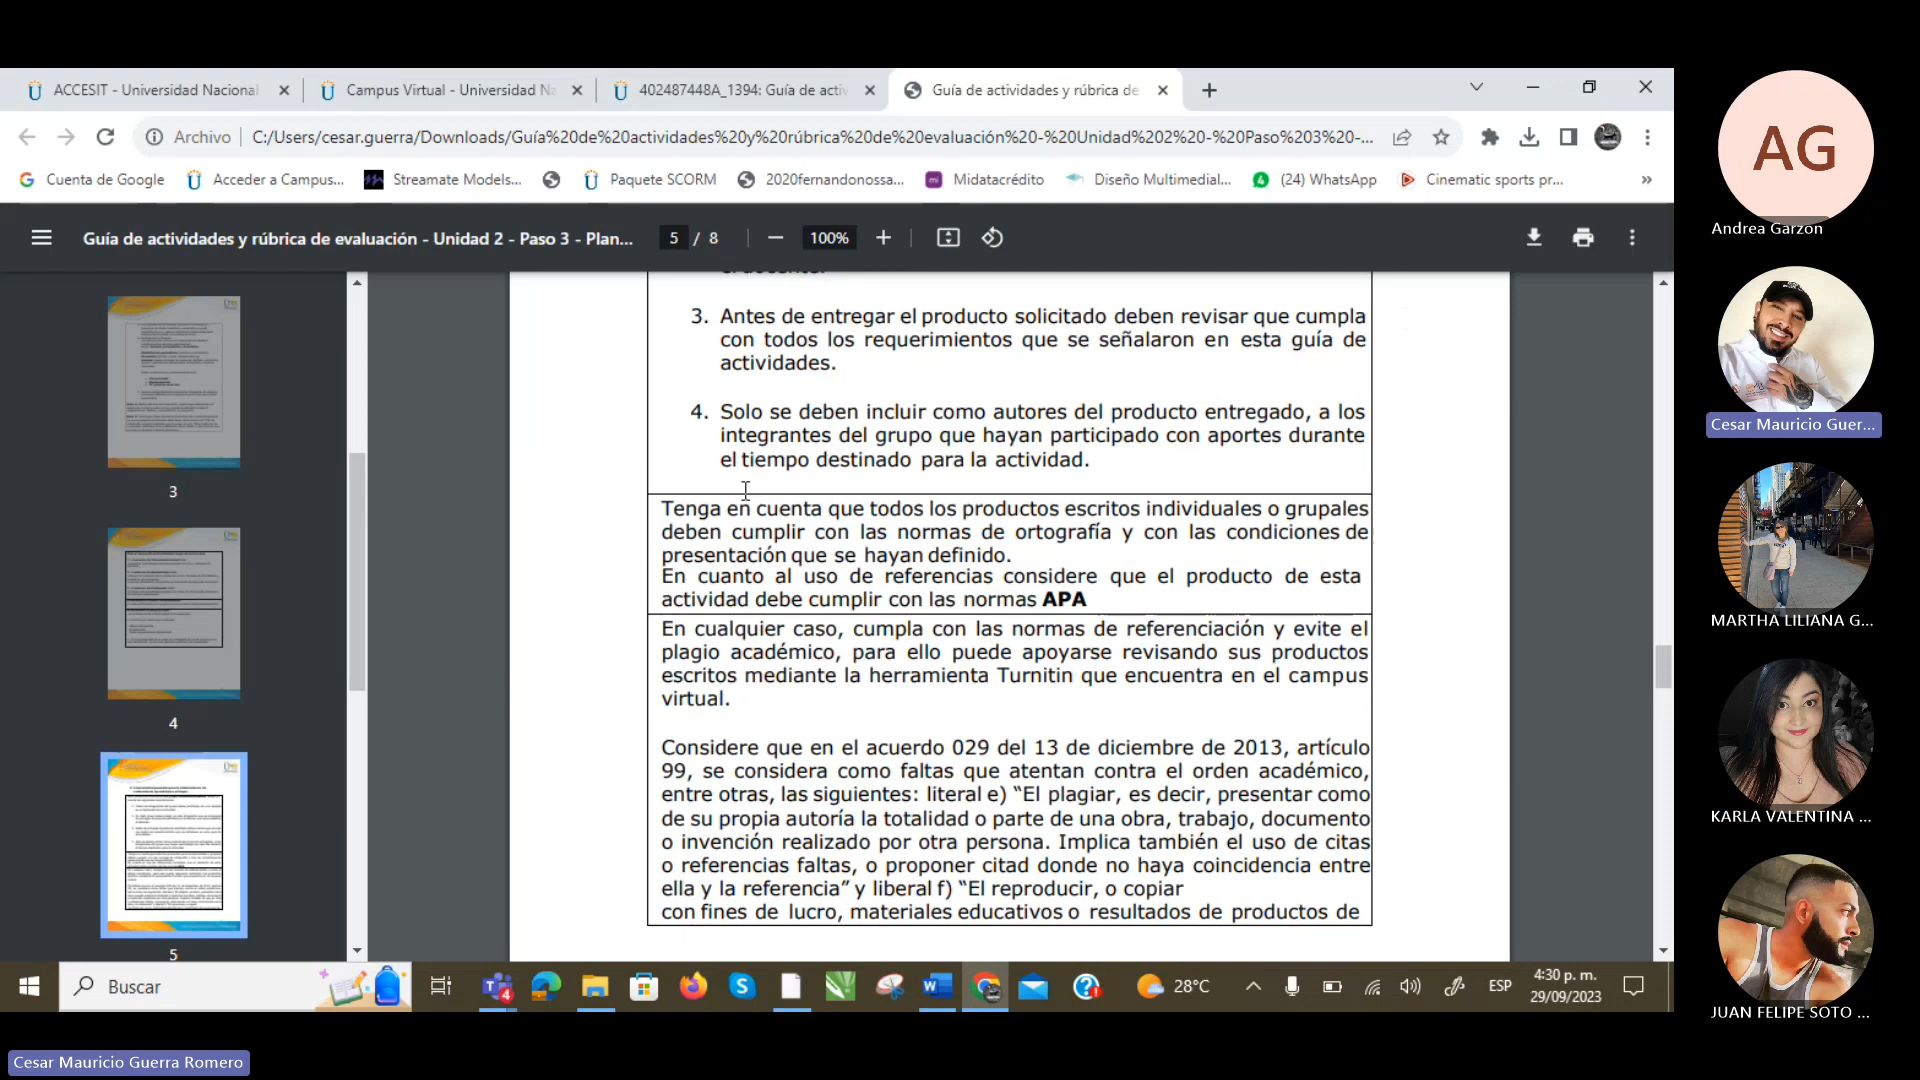 ACCESIT - Universidad Nacional
Campus Virtual - Universidad Na
402487448A_1394: Guía de activ
Guía de actividades y rúbrica de
Archivo
C:/Users/cesar.guerra/Downloads/Guía%20de%20actividades%20y%20rúbrica%20de%20evaluación%20-%20Unidad%202%20-%20Paso%203%20-...
Cuenta de Google
Acceder a Campus...
Streamate Models...
Paquete SCORM
2020fernandonossa...
Midatacrédito
Diseño Multimedial...
(24) WhatsApp
Cinematic sports pr...
»
Guía de actividades y rúbrica de evaluación - Unidad 2 - Paso 3 - Plan...
5 / 8
100%
3
4
5
3. Antes de entregar el producto solicitado deben revisar que cumpla
con todos los requerimientos que se señalaron en esta guía de
actividades.
4. Solo se deben incluir como autores del producto entregado, a los
integrantes del grupo que hayan participado con aportes durante
el tiempo destinado para la actividad.
Tenga en cuenta que todos los productos escritos individuales o grupales
deben cumplir con las normas de ortografía y con las condiciones de
presentación que se hayan definido.
En cuanto al uso de referencias considere que el producto de esta
actividad debe cumplir con las normas APA
En cualquier caso, cumpla con las normas de referenciación y evite el
plagio académico, para ello puede apoyarse revisando sus productos
escritos mediante la herramienta Turnitin que encuentra en el campus
virtual.
Considere que en el acuerdo 029 del 13 de diciembre de 2013, artículo
99, se considera como faltas que atentan contra el orden académico,
entre otras, las siguientes: literal e) “El plagiar, es decir, presentar como
de su propia autoría la totalidad o parte de una obra, trabajo, documento
o invención realizado por otra persona. Implica también el uso de citas
o referencias faltas, o proponer citad donde no haya coincidencia entre
ella y la referencia” y liberal f) “El reproducir, o copiar
con fines de lucro, materiales educativos o resultados de productos de
Buscar
4
28°C
ESP
4:30 p. m.
29/09/2023
AG
Andrea Garzón
Cesar Mauricio Guer...
MARTHA LILIANA G...
KARLA VALENTINA ...
JUAN FELIPE SOTO ...
Cesar Mauricio Guerra Romero